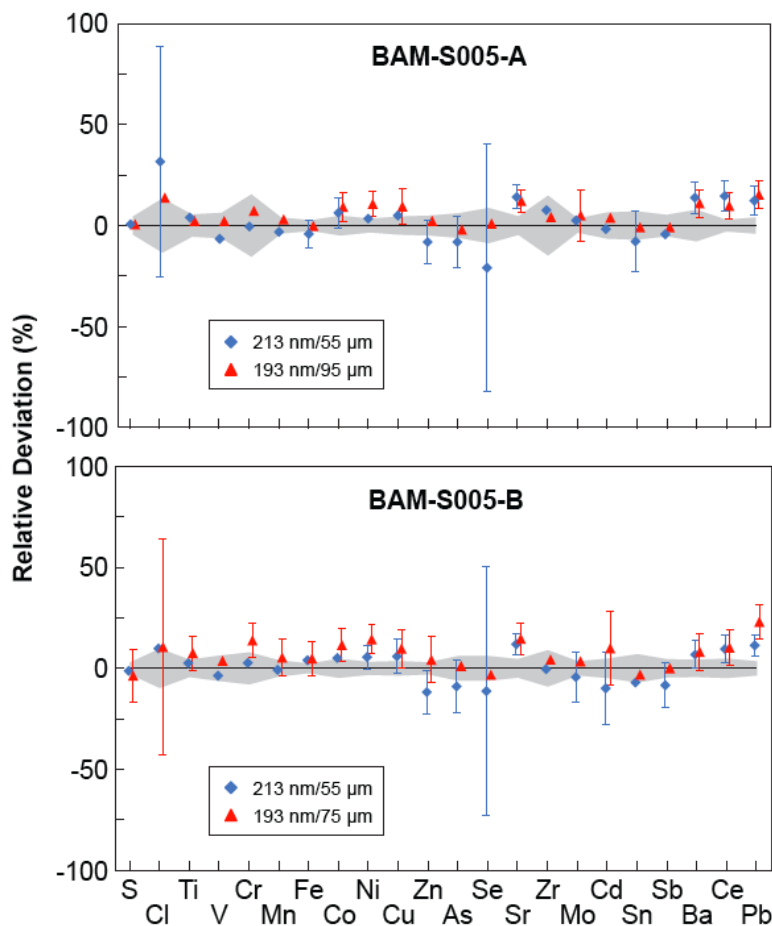 100
BAM-S005-A
50
0
-50
213 nm/55 μm
193 nm/95 μm
-100
Relative Deviation (%)
100
BAM-S005-B
50
0
-50
213 nm/55 μm
193 nm/75 μm
-100
S Ti Cr Fe Ni Zn Se Zr Cd Sb Ce
Cl V Mn Co Cu As Sr Mo Sn Ba Pb